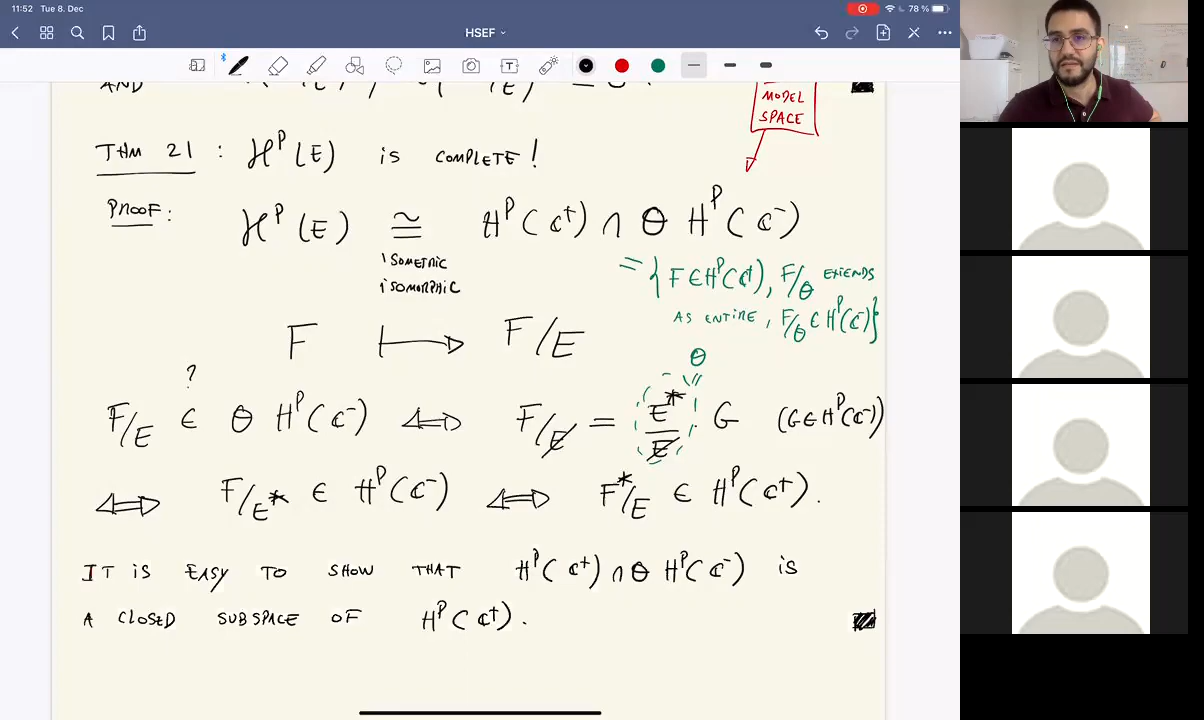 11:52 Tue 8. Dec
78 %
HSEF
AND
MODEL
SPACE
THM 21 : H^P(E) is COMPLETE!
PROOF: H^P(E) ≅ H^P(ℂ⁺) ∩ Θ H^P(ℂ⁻)
ISOMETRIC
ISOMORPHIC
= { F ∈ H^P(ℂ⁺), F/Θ EXTENDS
AS ENTIRE, F/Θ ∈ H^P(ℂ⁻) }
F ⟼ F/E
Θ
F/E ∈? Θ H^P(ℂ⁻) ⟺ F/E = E*/E G (G ∈ H^P(ℂ⁻))
⟺ F/E* ∈ H^P(ℂ⁻) ⟺ F*/E ∈ H^P(ℂ⁺).
IT IS EASY TO SHOW THAT H^P(ℂ⁺) ∩ Θ H^P(ℂ⁻) is
A CLOSED SUBSPACE OF H^P(ℂ⁺).